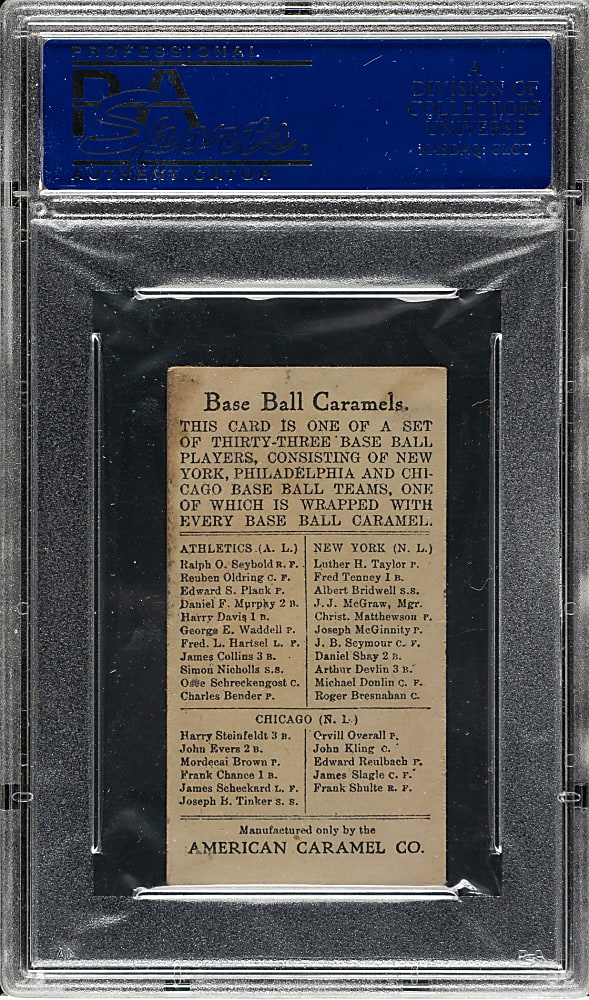 PROFESSIONAL
PSA
Sports
AUTHENTICATOR
A
DIVISION OF
COLLECTORS
UNIVERSE
NASDAQ: CLCT
Base Ball Caramels.
THIS CARD IS ONE OF A SET
OF THIRTY-THREE BASE BALL
PLAYERS, CONSISTING OF NEW
YORK, PHILADELPHIA AND CHI-
CAGO BASE BALL TEAMS, ONE
OF WHICH IS WRAPPED WITH
EVERY BASE BALL CARAMEL.
ATHLETICS (A. L.)
Ralph O. Seybold R. F.
Reuben Oldring C. F.
Edward S. Plank P.
Daniel F. Murphy 2 B.
Harry Davis 1 B.
George E. Waddell P.
Fred. L. Hartsel L. F.
James Collins 3 B.
Simon Nicholls S.S.
Schreckengost C.
Charles Bender P.
NEW YORK (N. L.)
Luther H. Taylor P.
Fred Tenney 1 B.
Albert Bridwell S.S.
J. J. McGraw, Mgr.
Christ. Matthewson P.
Joseph McGinnity P.
J. B. Seymour C. F.
Daniel Shay 2 B.
Arthur Devlin 3 B.
Michael Donlin C. F.
Roger Bresnahan C.
CHICAGO (N. L.)
Harry Steinfeldt 3 B.
John Evers 2 B.
Mordecai Brown P.
Frank Chance 1 B.
James Scheckard L. F.
Joseph B. Tinker S. S.
Orvill Overall P.
John Kling C.
Edward Reulbach P.
James Slagle C. F.
Frank Shulte R. F.
Manufactured only by the
AMERICAN CARAMEL CO.